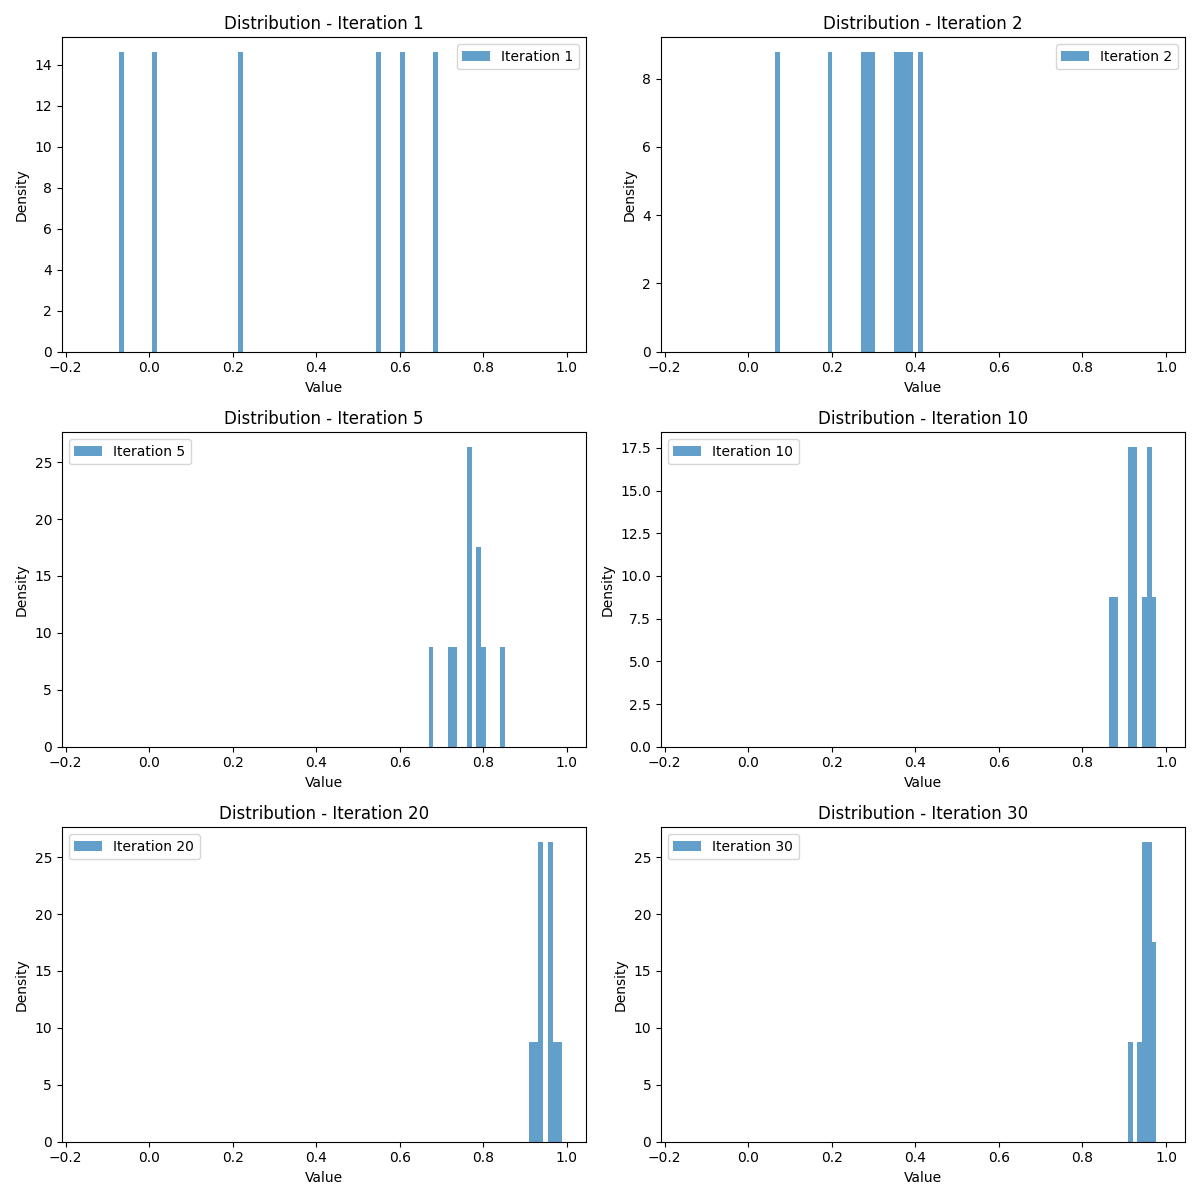 Distribution - Iteration 1
Iteration 1
Density
14
12
10
8
6
4
2
0
−0.2 0.0 0.2 0.4 0.6 0.8 1.0
Value
Distribution - Iteration 2
Iteration 2
Density
8
6
4
2
0
−0.2 0.0 0.2 0.4 0.6 0.8 1.0
Value
Distribution - Iteration 5
Iteration 5
Density
25
20
15
10
5
0
−0.2 0.0 0.2 0.4 0.6 0.8 1.0
Value
Distribution - Iteration 10
Iteration 10
Density
17.5
15.0
12.5
10.0
7.5
5.0
2.5
0.0
−0.2 0.0 0.2 0.4 0.6 0.8 1.0
Value
Distribution - Iteration 20
Iteration 20
Density
25
20
15
10
5
0
−0.2 0.0 0.2 0.4 0.6 0.8 1.0
Value
Distribution - Iteration 30
Iteration 30
Density
25
20
15
10
5
0
−0.2 0.0 0.2 0.4 0.6 0.8 1.0
Value